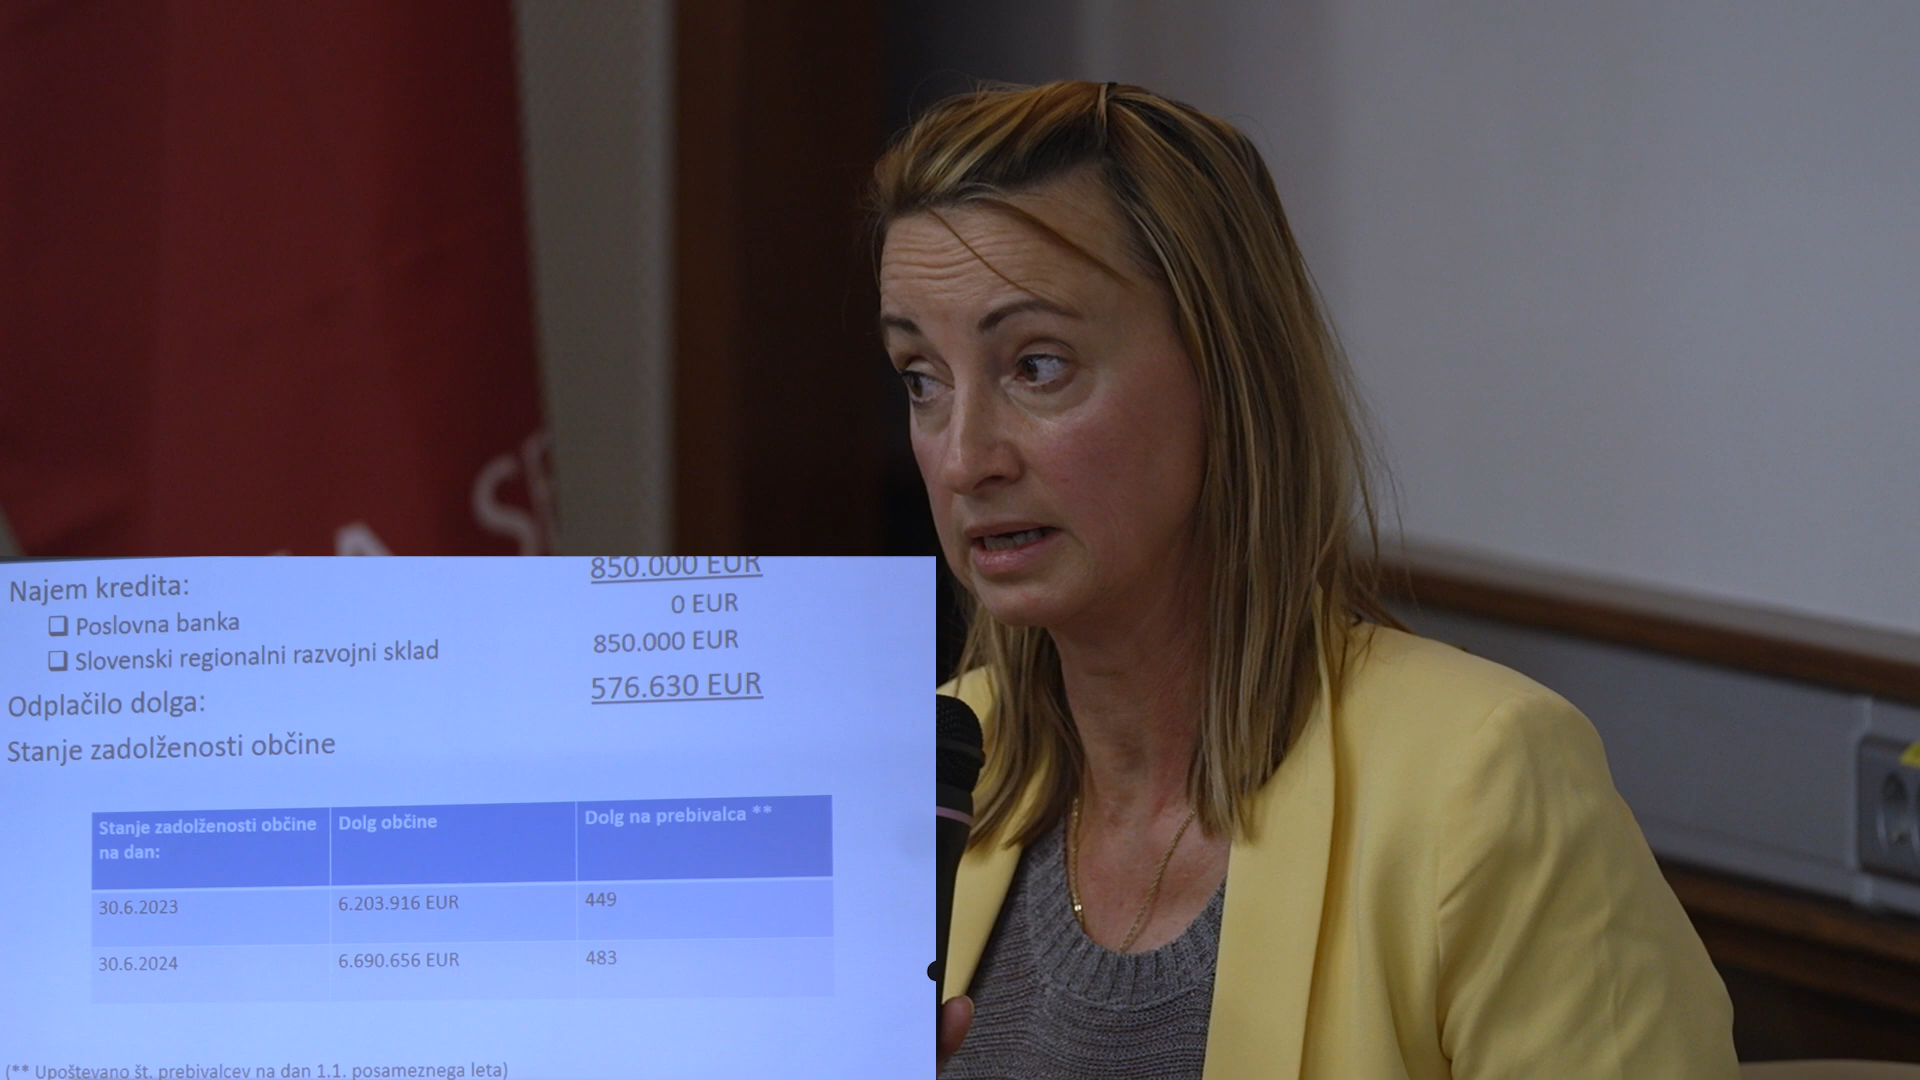 850.000 EUR
Najem kredita:
0 EUR
❑ Poslovna banka
850.000 EUR
❑ Slovenski regionalni razvojni sklad
576.630 EUR
Odplačilo dolga:
Stanje zadolženosti občine
Stanje zadolženosti občine na dan: Dolg občine Dolg na prebivalca **
30.6.2023 6.203.916 EUR 449
30.6.2024 6.690.656 EUR 483
(** Upoštevano št. prebivalcev na dan 1.1. posameznega leta)